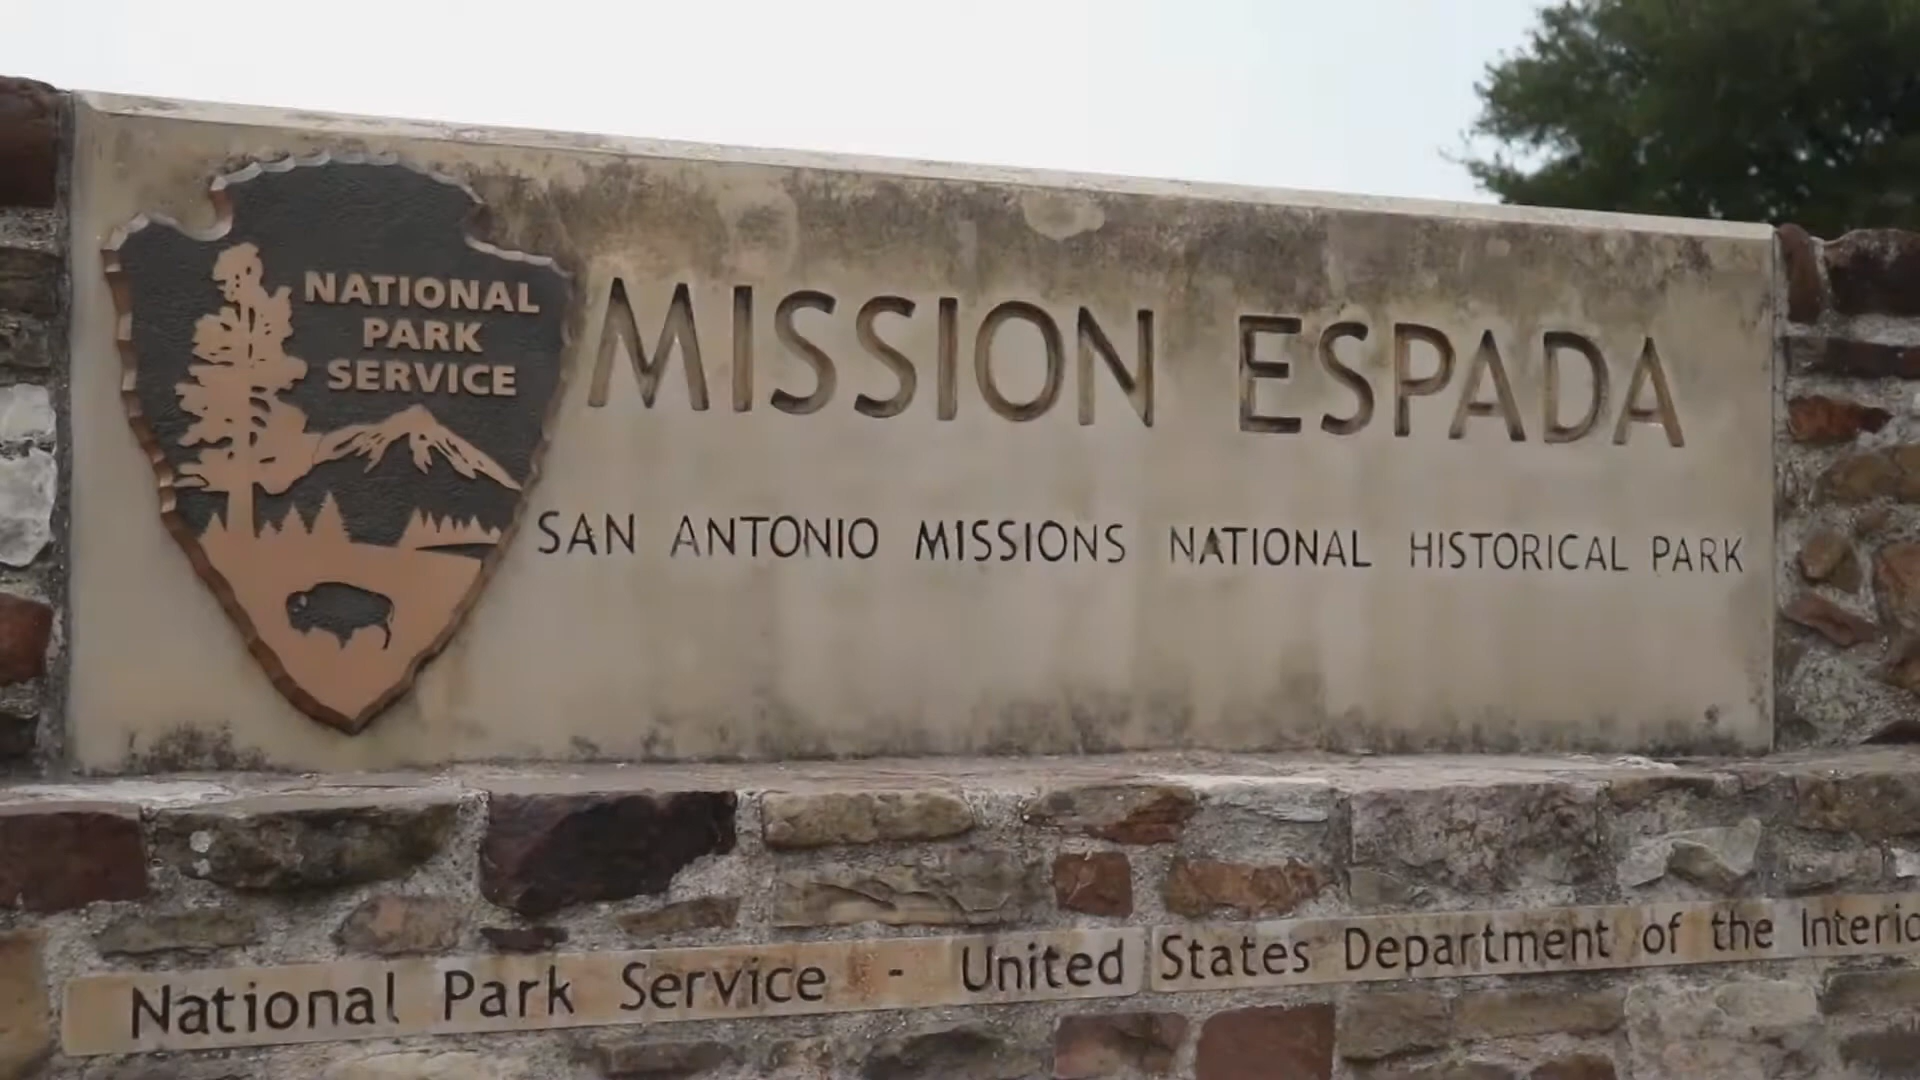 NATIONAL
PARK
SERVICE
MISSION ESPADA
SAN ANTONIO MISSIONS NATIONAL HISTORICAL PARK
National Park Service - United States Department of the Interio